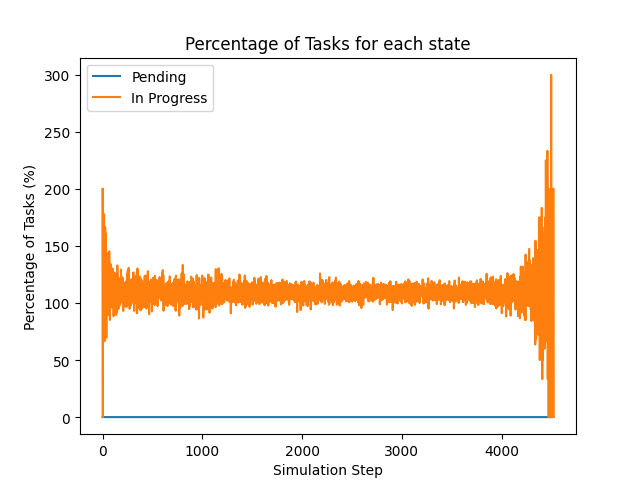 Percentage of Tasks for each state
Pending
In Progress
Percentage of Tasks (%)
300
250
200
150
100
50
0
0 1000 2000 3000 4000
Simulation Step